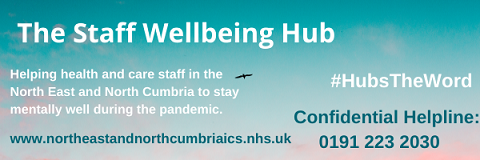 The Staff Wellbeing Hub
Helping health and care staff in the
North East and North Cumbria to stay
mentally well during the pandemic.
#HubsTheWord
Confidential Helpline:
www.northeastandnorthcumbriaics.nhs.uk
0191 223 2030